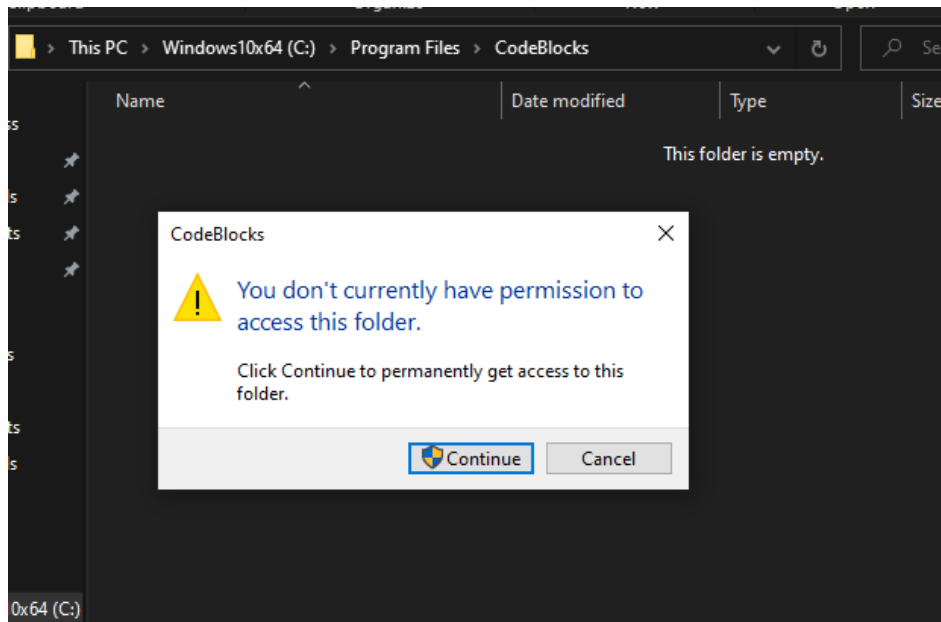 This PC > Windows10x64 (C:) > Program Files > CodeBlocks
Name
Date modified
Type
This folder is empty.
CodeBlocks
You don't currently have permission to
access this folder.
Click Continue to permanently get access to this
folder.
Continue
Cancel
0x64 (C:)